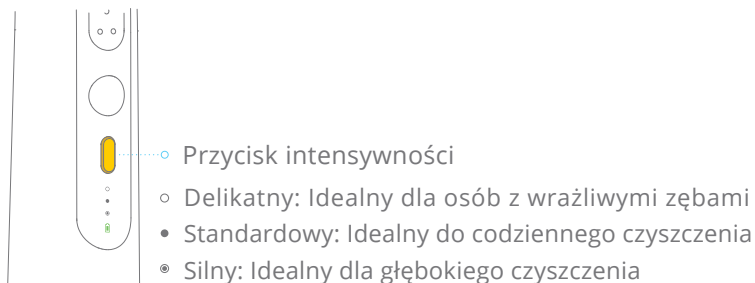 Przycisk intensywności
Delikatny: Idealny dla osób z wrażliwymi zębami
Standardowy: Idealny do codziennego czyszczenia
Silny: Idealny dla głębokiego czyszczenia